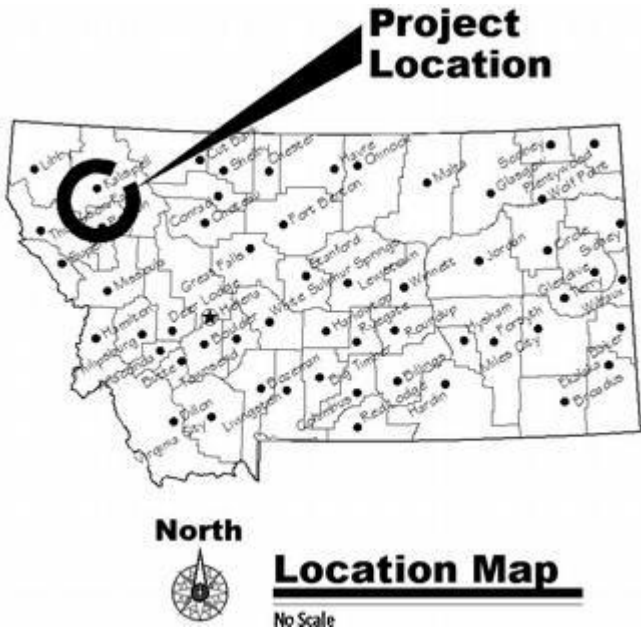 Project
Location
Libby
Kalispell
Cut Bank
Shelby
Chester
Havre
Chinook
Malta
Scobey
Glasgow
Plentywood
Wolf Point
Conrad
Choteau
Fort Benton
Great Falls
Stanford
Lewistown
Winnett
Jordan
Circle
Sidney
Glendive
Terry
Wibaux
Missoula
Deer Lodge
Helena
White Sulphur Springs
Hamilton
Boulder
Townsend
Butte
Harlowton
Ryegate
Roundup
Hysham
Forsyth
Miles City
Baker
Ekalaka
Broadus
Dillon
Virginia City
Bozeman
Livingston
Big Timber
Columbus
Billings
Red Lodge
Hardin
North
Location Map
No Scale